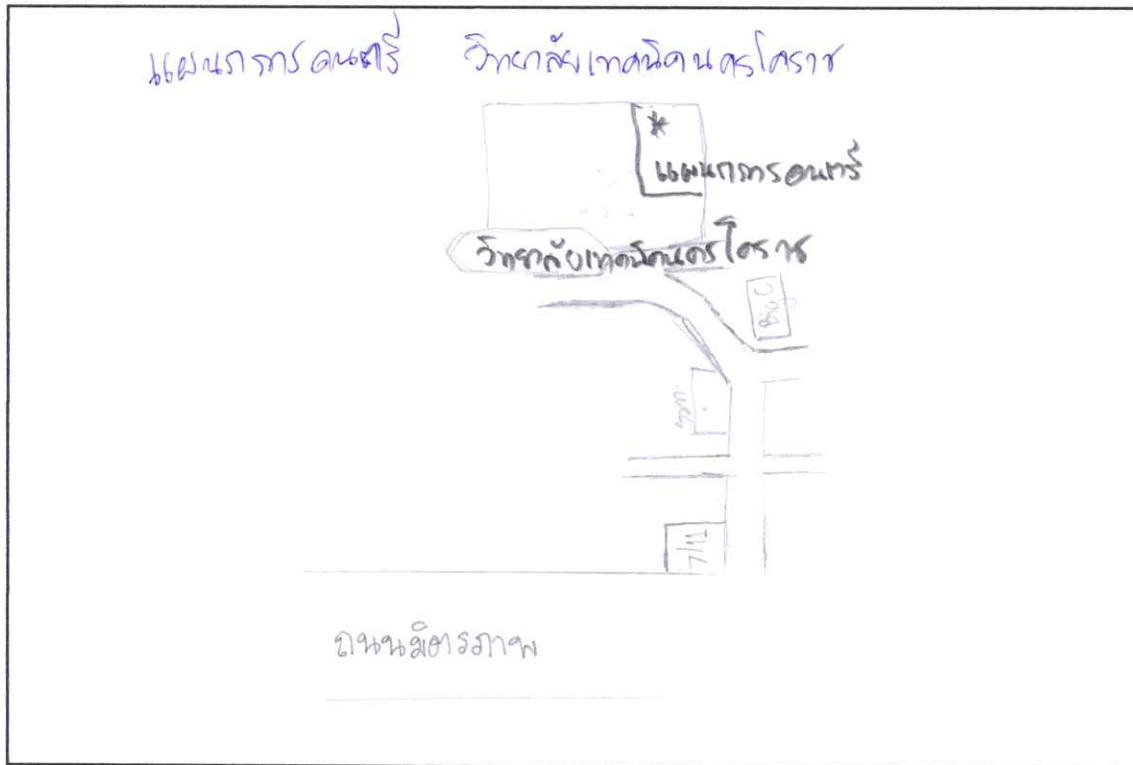 แผนกการดนตรี วิทยาลัยเทคนิคนครโคราช
*
แผนกการดนตรี
วิทยาลัยเทคนิคนครโคราช
Big C
7/11
ถนนมิตรภาพ